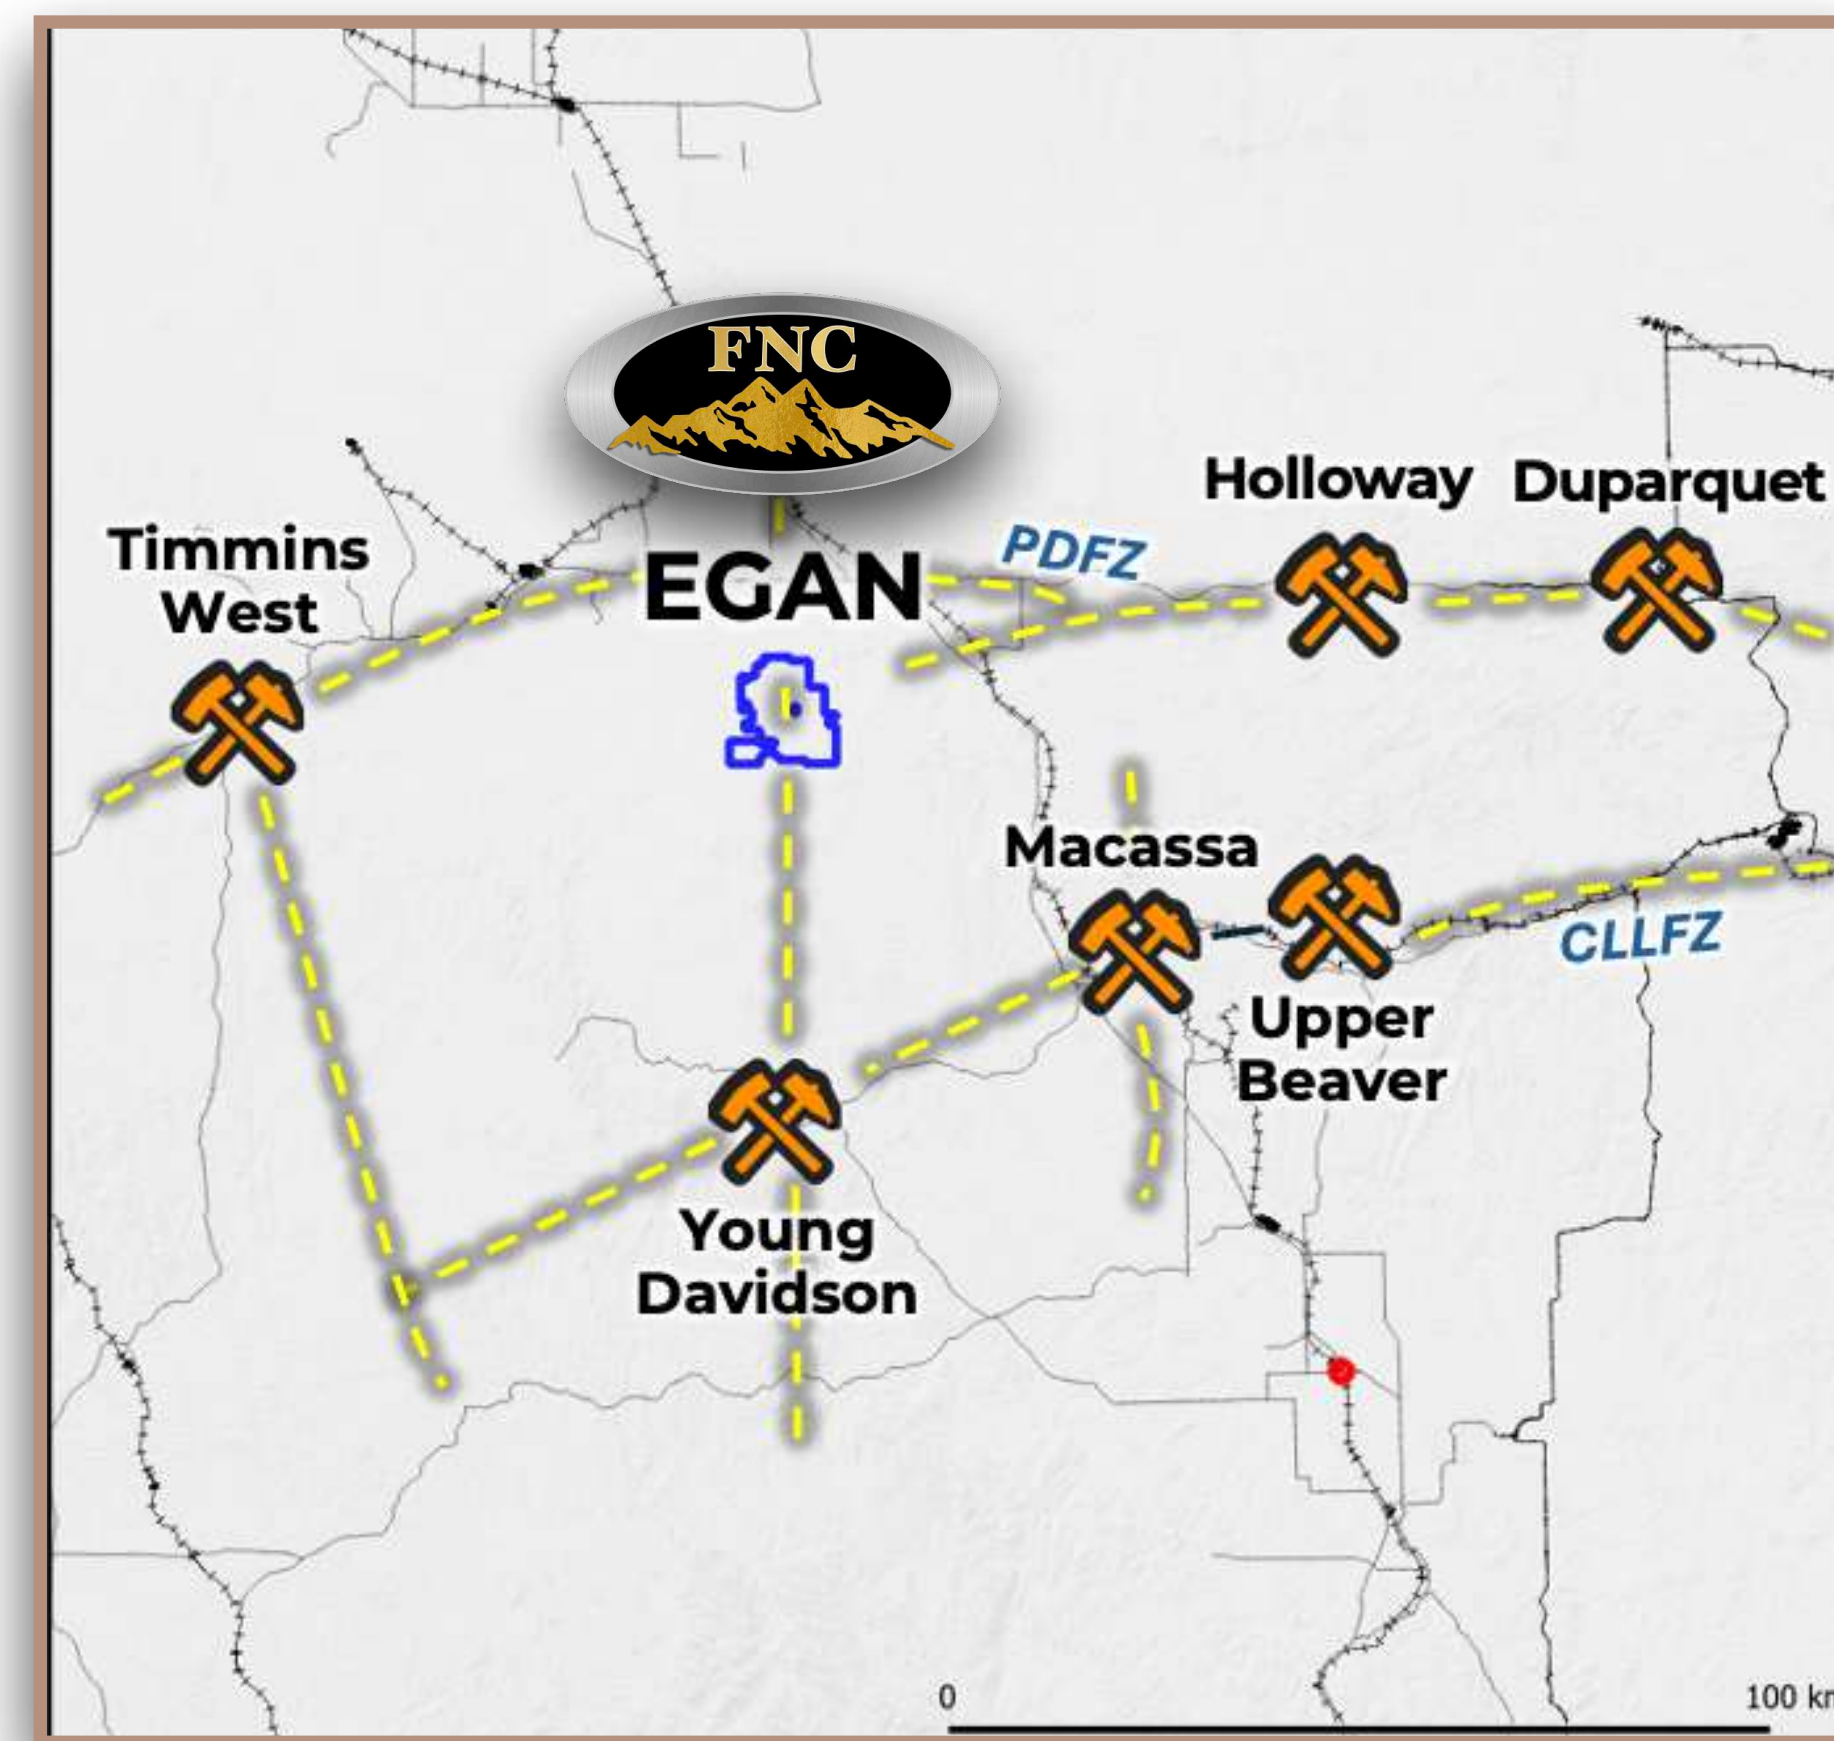 FNC
Holloway
Duparquet
PDFZ
Timmins
West
EGAN
Macassa
CLLFZ
Upper
Beaver
Young
Davidson
0
100 km